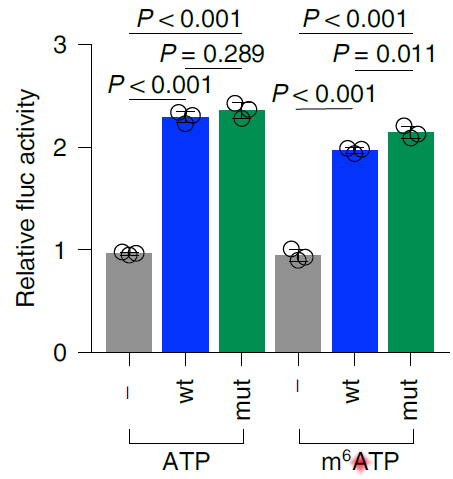 P < 0.001 P < 0.001
P = 0.289 P = 0.011
P < 0.001 P < 0.001
Relative fluc activity
3
2
1
0
– wt mut – wt mut
ATP m⁶ATP